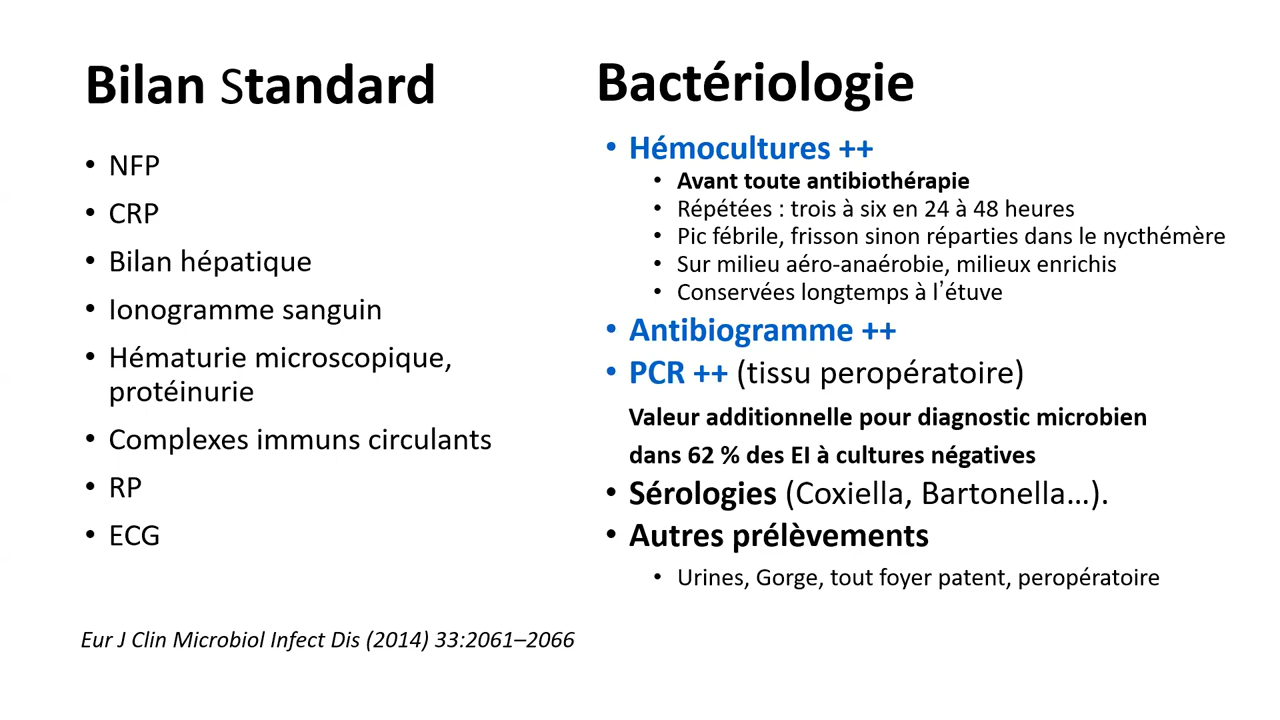 Bilan Standard
• NFP
• CRP
• Bilan hépatique
• Ionogramme sanguin
• Hématurie microscopique,
protéinurie
• Complexes immuns circulants
• RP
• ECG
Eur J Clin Microbiol Infect Dis (2014) 33:2061–2066
Bactériologie
• Hémocultures ++
• Avant toute antibiothérapie
• Répétées : trois à six en 24 à 48 heures
• Pic fébrile, frisson sinon réparties dans le nycthémère
• Sur milieu aéro-anaérobie, milieux enrichis
• Conservées longtemps à l’étuve
• Antibiogramme ++
• PCR ++ (tissu peropératoire)
Valeur additionnelle pour diagnostic microbien
dans 62 % des EI à cultures négatives
• Sérologies (Coxiella, Bartonella…).
• Autres prélèvements
• Urines, Gorge, tout foyer patent, peropératoire